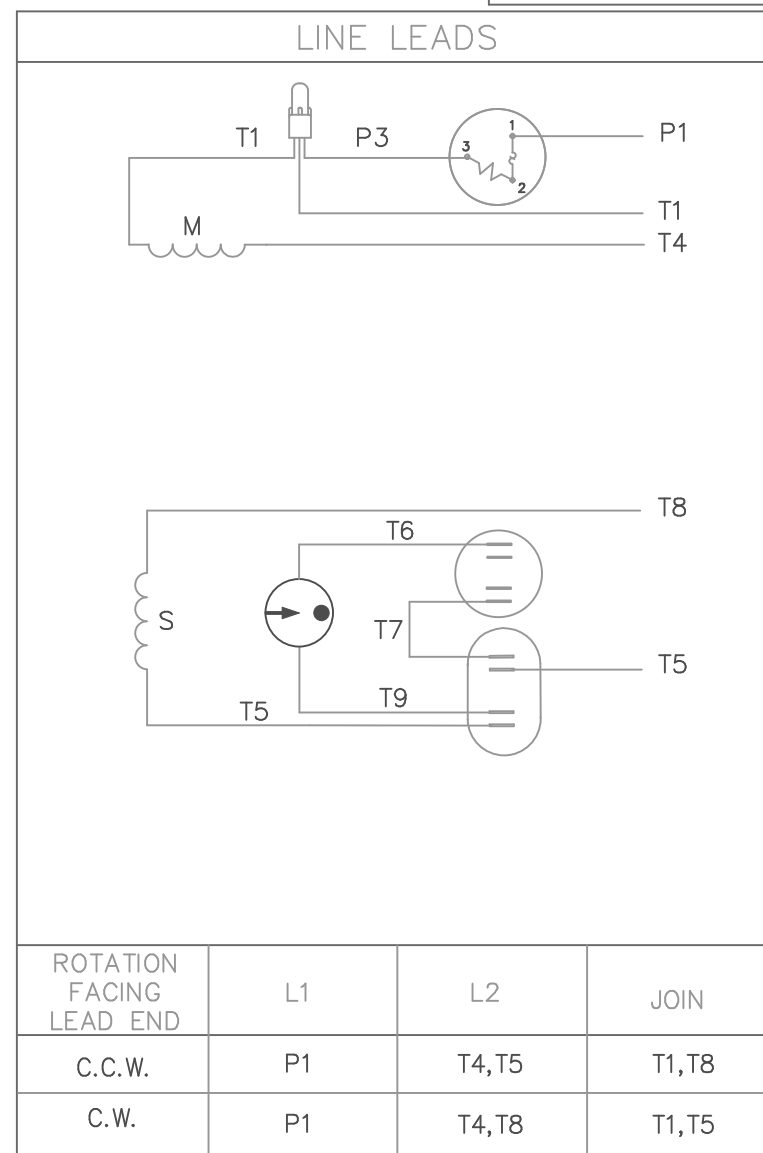 LINE LEADS
T1
P3
1
3
2
P1
T1
M
T4
T8
T6
S
T7
T5
T9
T5
ROTATION
FACING
LEAD END
L1
L2
JOIN
C.C.W.
P1
T4,T5
T1,T8
C.W.
P1
T4,T8
T1,T5